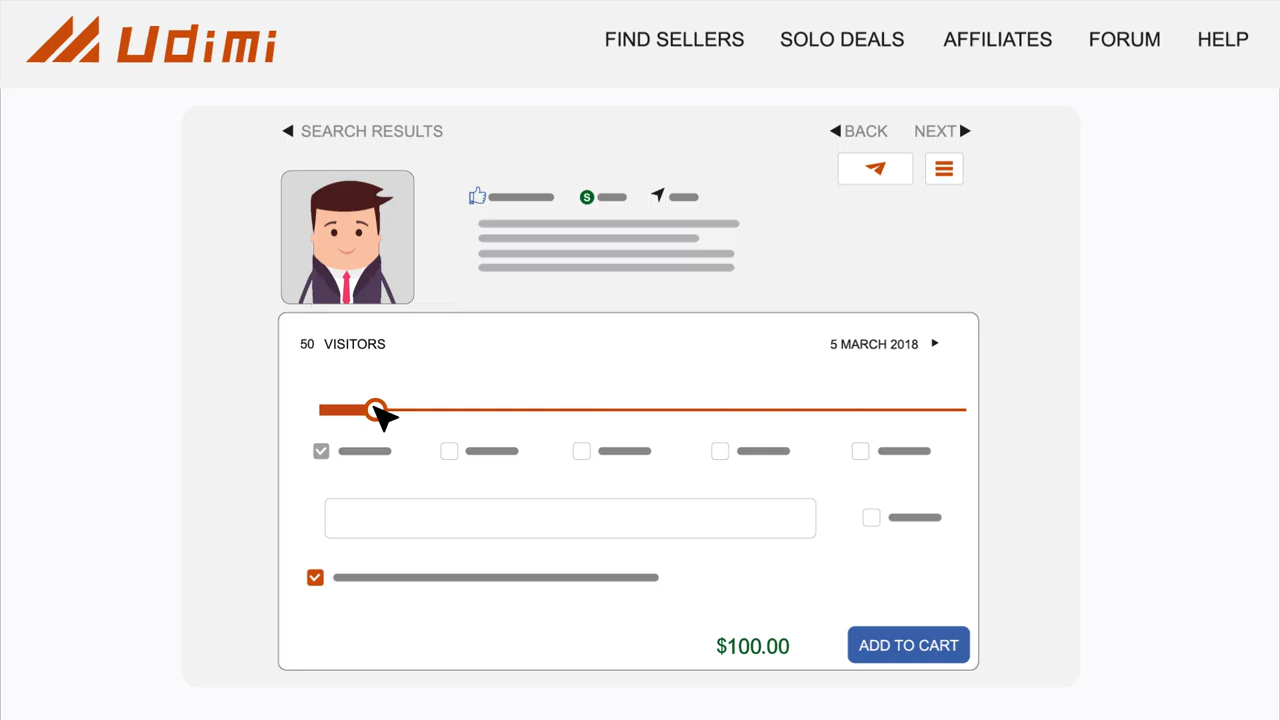 Udimi
FIND SELLERS SOLO DEALS AFFILIATES FORUM HELP
SEARCH RESULTS
BACK NEXT
S
50 VISITORS
5 MARCH 2018
$100.00
ADD TO CART